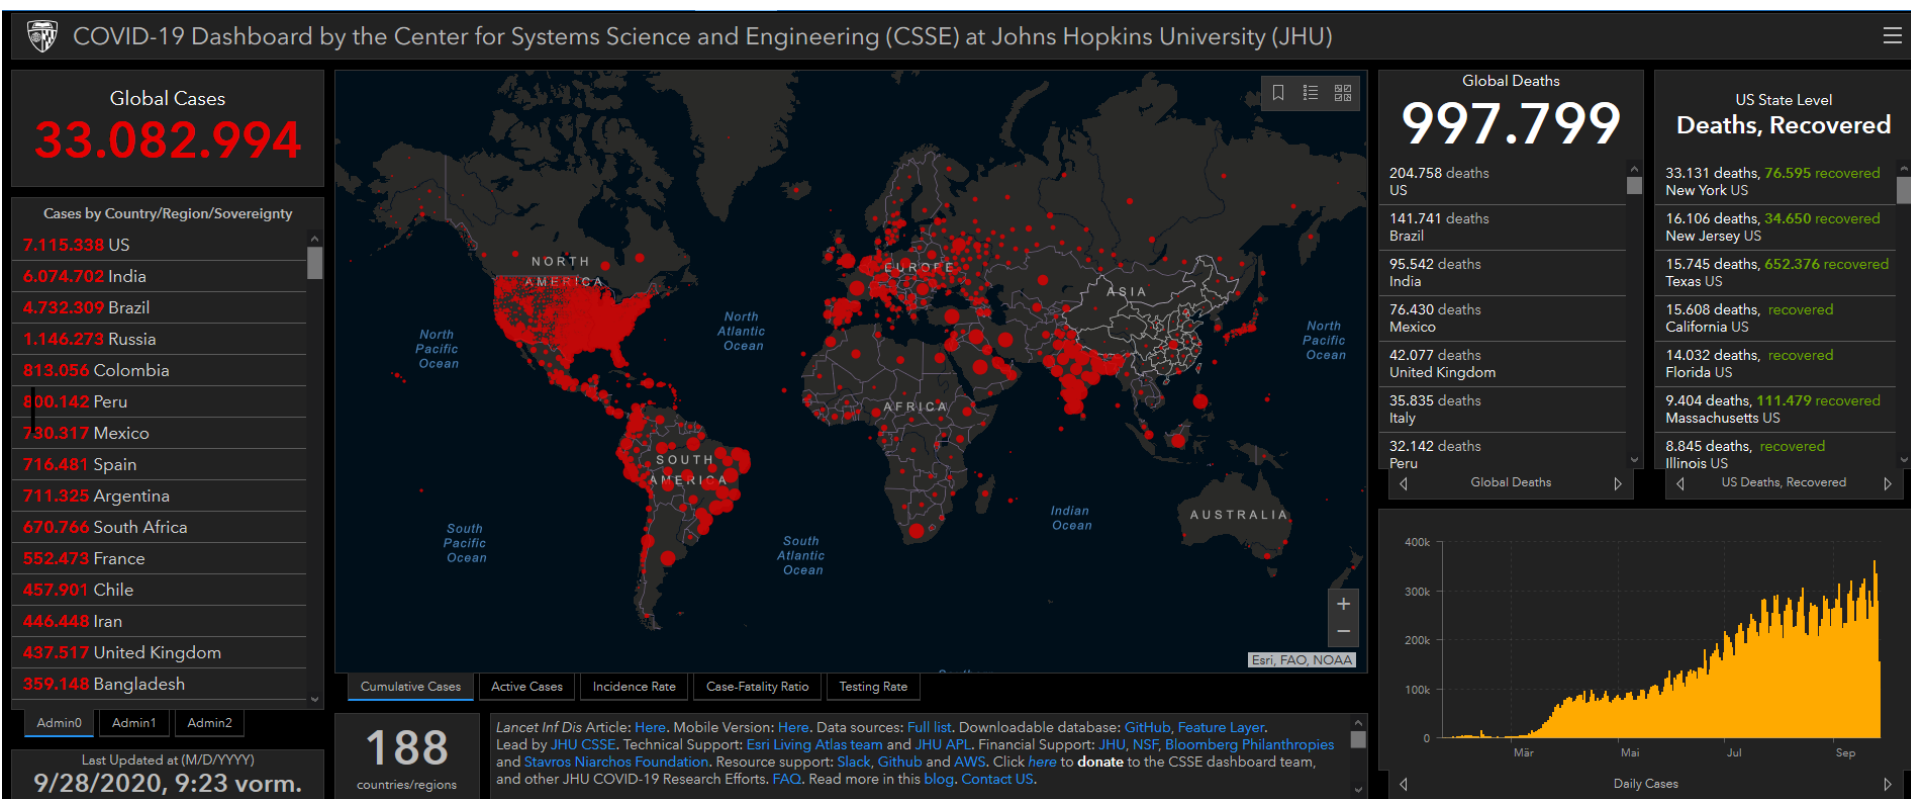 COVID-19 Dashboard by the Center for Systems Science and Engineering (CSSE) at Johns Hopkins University (JHU)
Global Cases
33.082.994
Cases by Country/Region/Sovereignty
7.115.338 US
6.074.702 India
4.732.309 Brazil
1.146.273 Russia
813.056 Colombia
800.142 Peru
730.317 Mexico
716.481 Spain
711.325 Argentina
670.766 South Africa
552.473 France
457.901 Chile
446.448 Iran
437.517 United Kingdom
359.148 Bangladesh
Admin0
Admin1
Admin2
Last Updated at (M/D/YYYY)
9/28/2020, 9:23 vorm.
NORTH
AMERICA
EUROPE
ASIA
North
Pacific
Ocean
North
Atlantic
Ocean
North
Pacific
Ocean
AFRICA
SOUTH
AMERICA
Indian
Ocean
AUSTRALIA
South
Pacific
Ocean
South
Atlantic
Ocean
+
−
Esri, FAO, NOAA
Cumulative Cases
Active Cases
Incidence Rate
Case-Fatality Ratio
Testing Rate
188
countries/regions
Lancet Inf Dis Article: Here. Mobile Version: Here. Data sources: Full list. Downloadable database: GitHub, Feature Layer.
Lead by JHU CSSE. Technical Support: Esri Living Atlas team and JHU APL. Financial Support: JHU, NSF, Bloomberg Philanthropies
and Stavros Niarchos Foundation. Resource support: Slack, Github and AWS. Click here to donate to the CSSE dashboard team,
and other JHU COVID-19 Research Efforts. FAQ. Read more in this blog. Contact US.
Global Deaths
997.799
204.758 deaths
US
141.741 deaths
Brazil
95.542 deaths
India
76.430 deaths
Mexico
42.077 deaths
United Kingdom
35.835 deaths
Italy
32.142 deaths
Peru
Global Deaths
US State Level
Deaths, Recovered
33.131 deaths, 76.595 recovered
New York US
16.106 deaths, 34.650 recovered
New Jersey US
15.745 deaths, 652.376 recovered
Texas US
15.608 deaths, recovered
California US
14.032 deaths, recovered
Florida US
9.404 deaths, 111.479 recovered
Massachusetts US
8.845 deaths, recovered
Illinois US
US Deaths, Recovered
400k
300k
200k
100k
0
Mär
Mai
Jul
Sep
Daily Cases